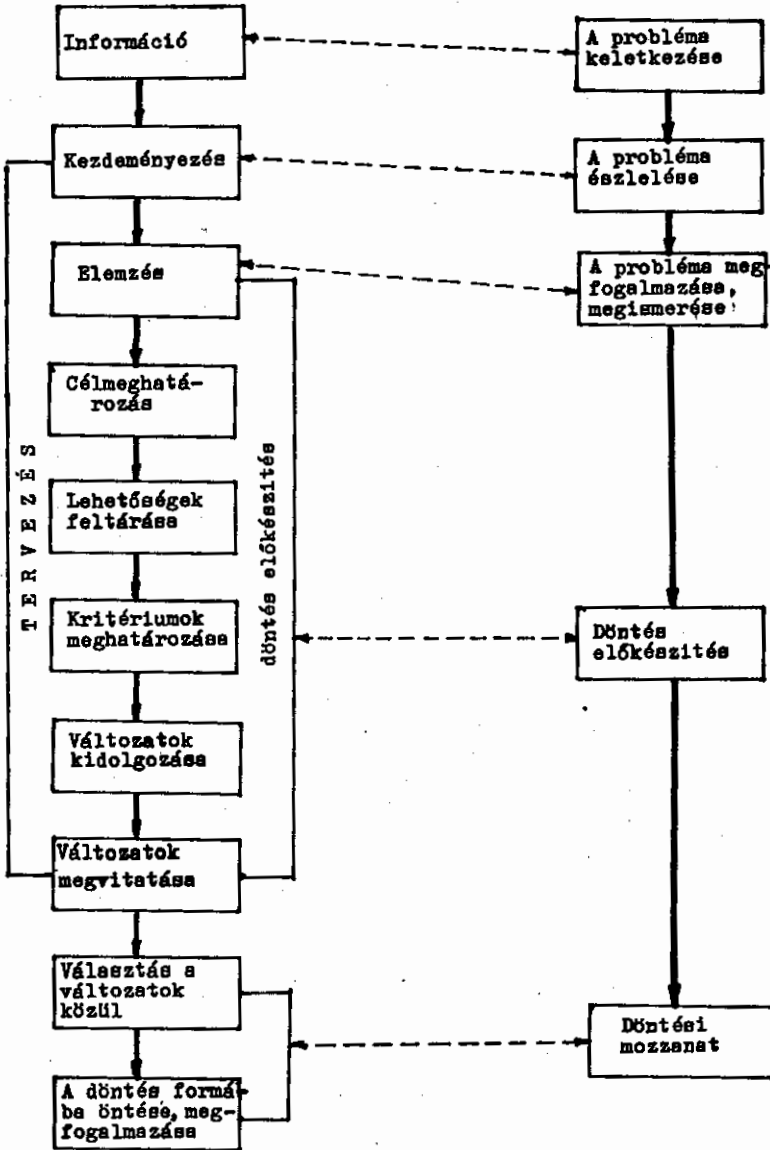 Információ
Kezdeményezés
Elemzés
Célmeghatá-
rozás
Lehetőségek
feltárása
Kritériumok
meghatározása
Változatok
kidolgozása
Változatok
megvitatása
Választás a
változatok
közül
A döntés formá-
ba öntése, meg-
fogalmazása
TERVEZÉS
döntés előkészités
A probléma
keletkezése
A probléma
észlelése
A probléma meg-
fogalmazása,
megismerése
Döntés
előkészités
Döntési
mozzanat